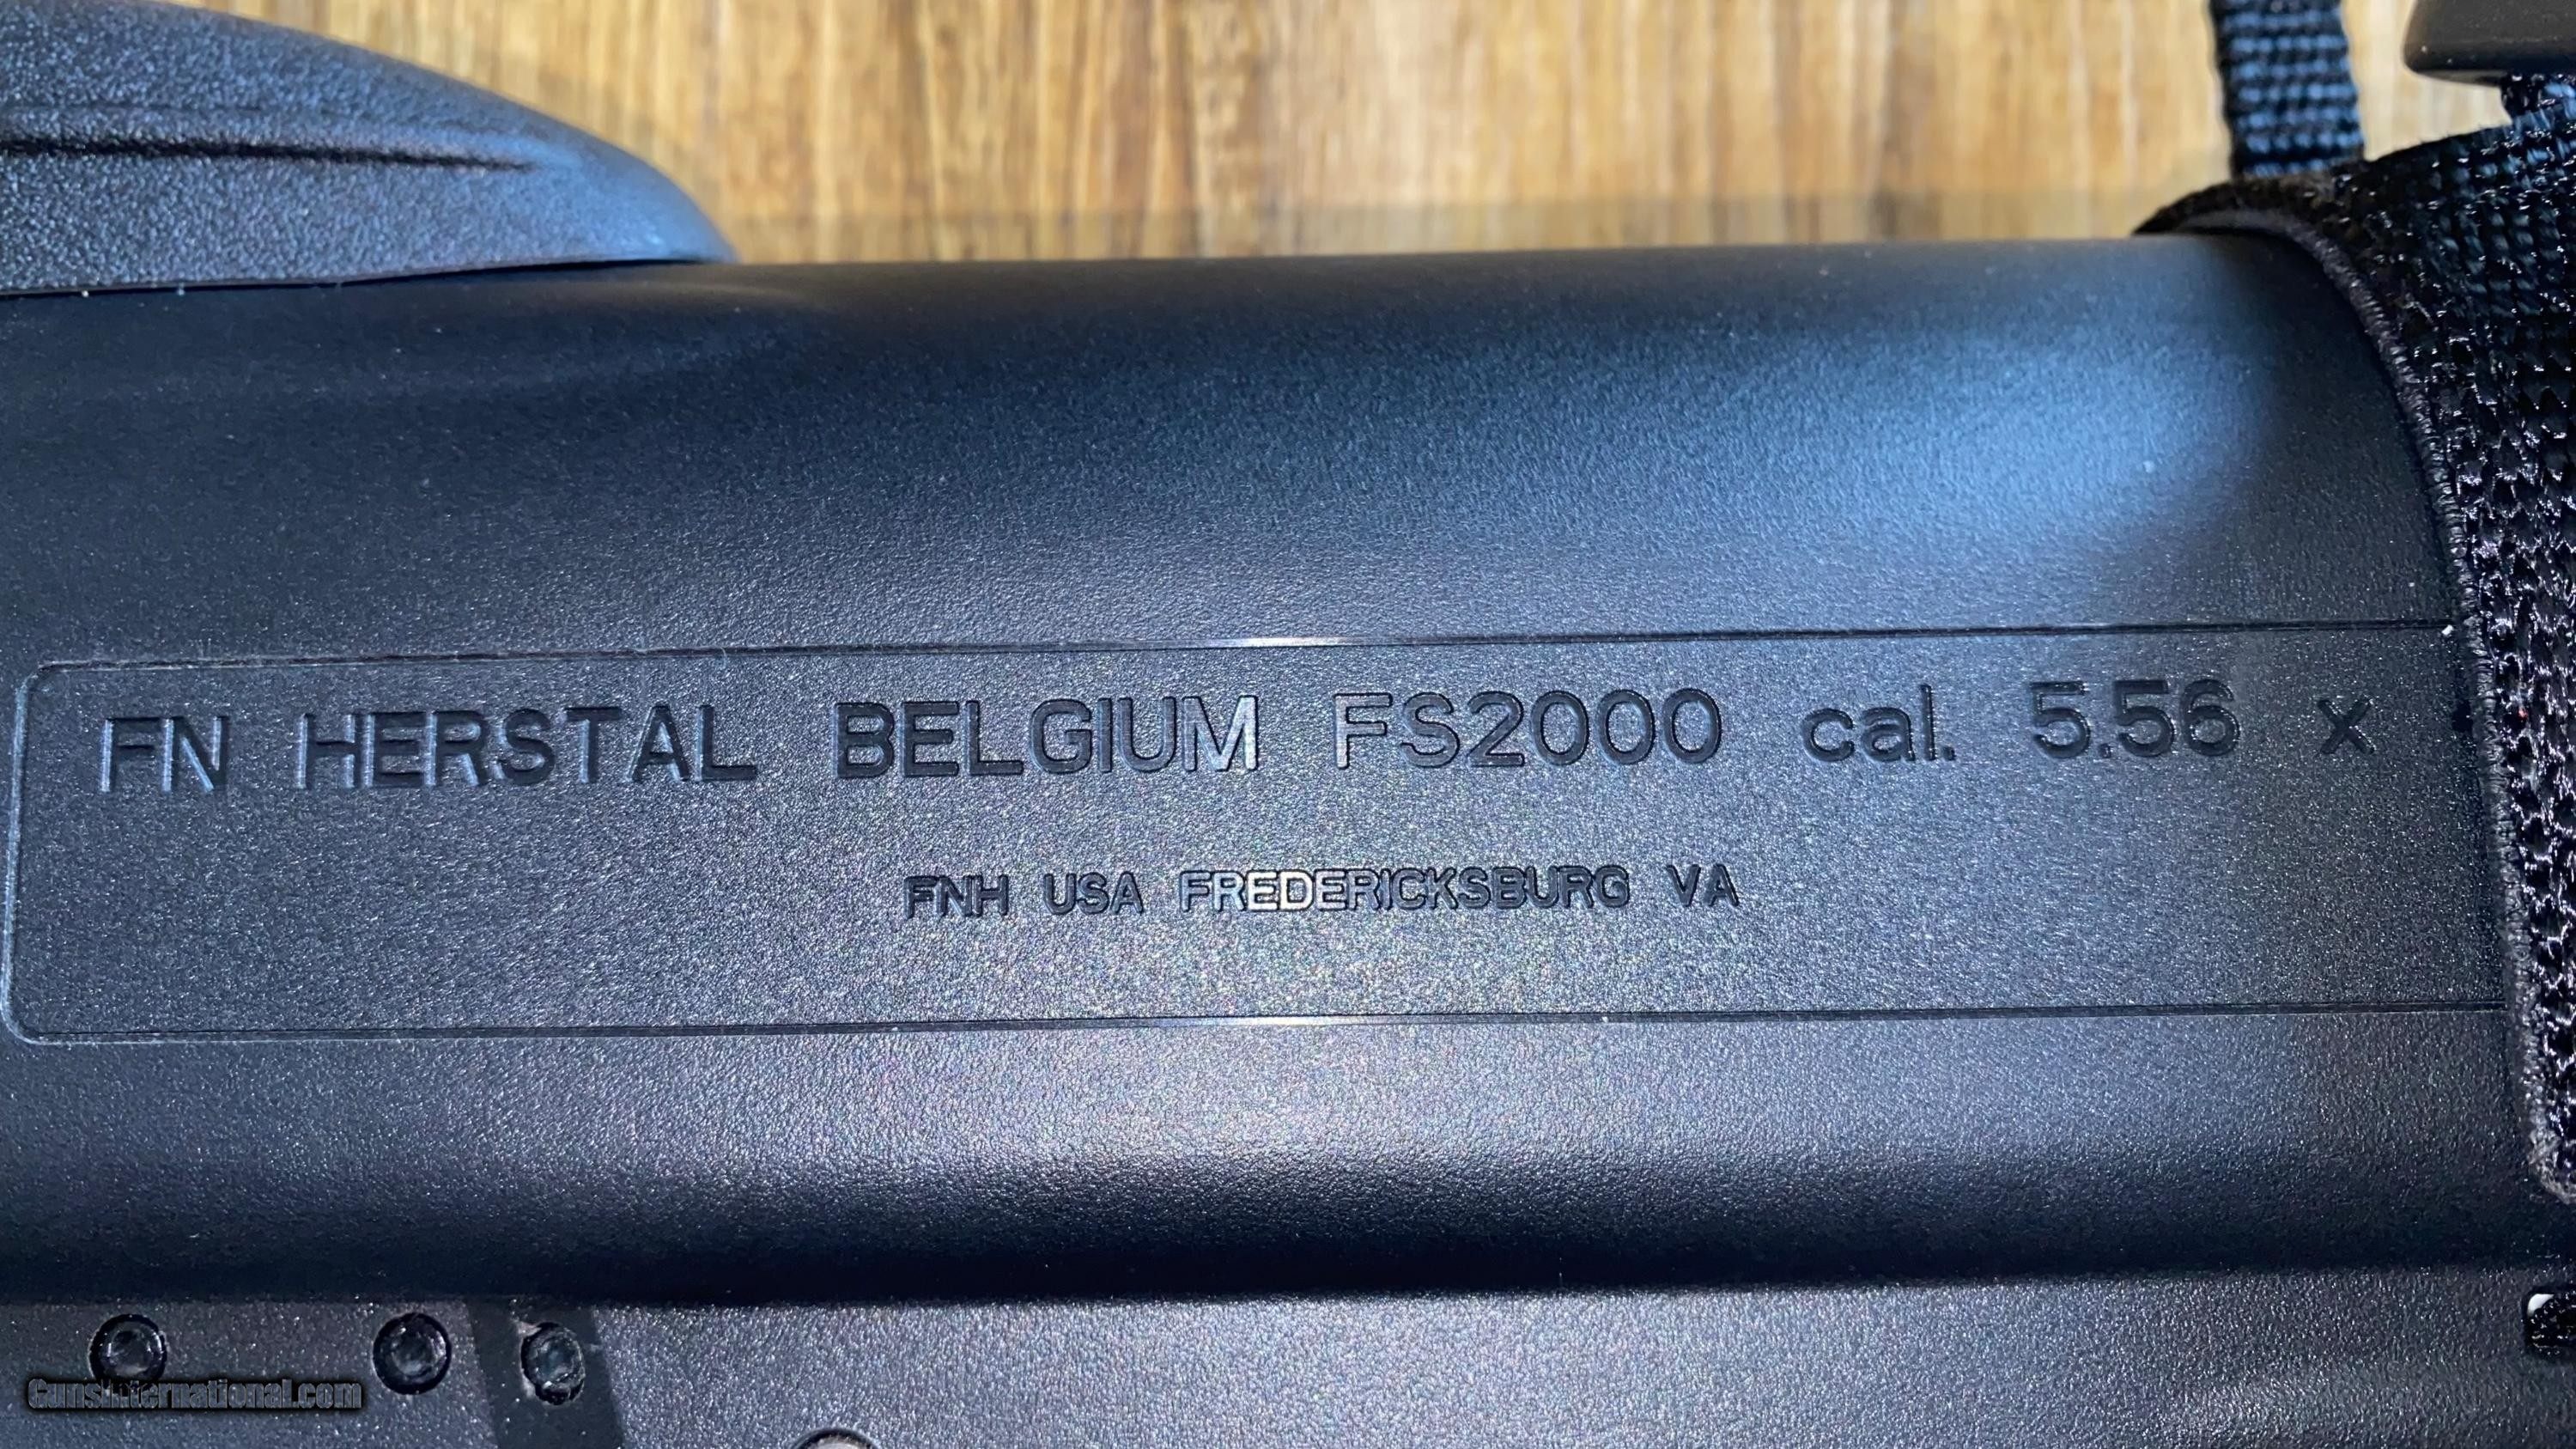 FN HERSTAL BELGIUM FS2000 cal. 5.56 x
FNH USA FREDERICKSBURG VA
GunsInternational.com